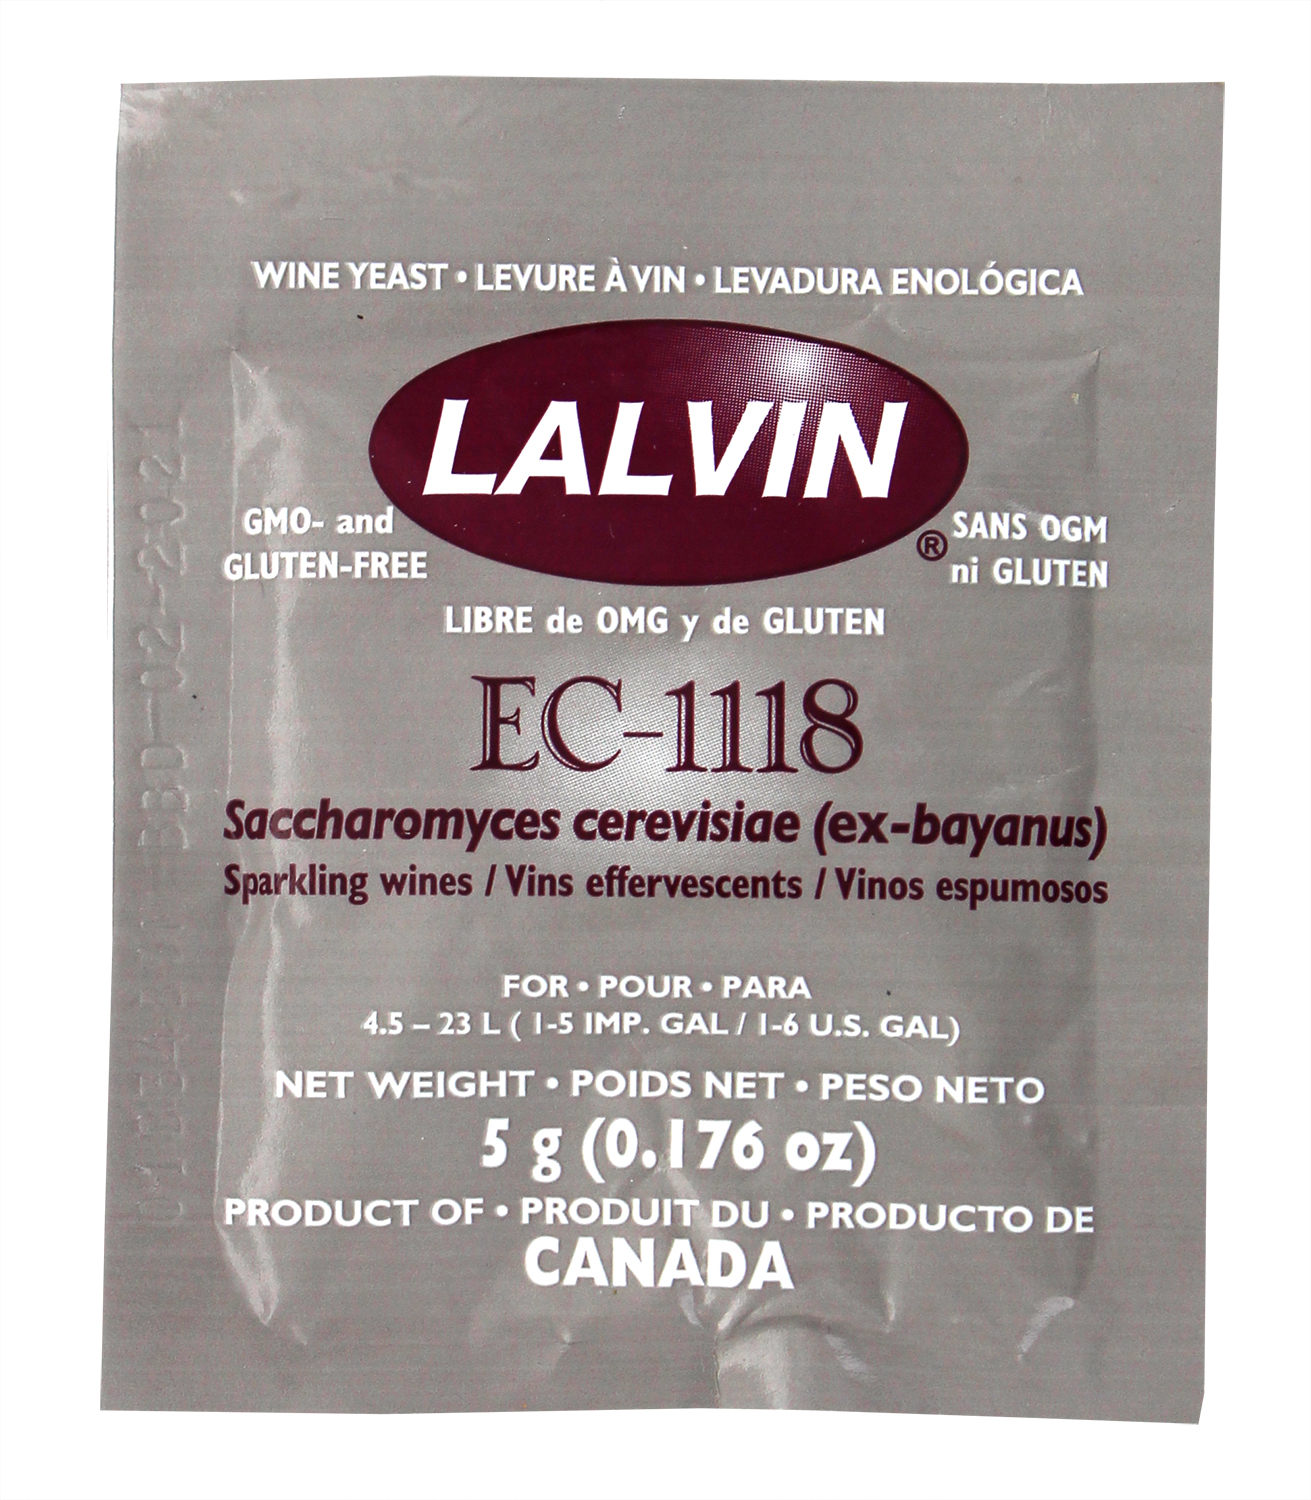 WINE YEAST • LEVURE À VIN • LEVADURA ENOLÓGICA
LALVIN
®
GMO- and
GLUTEN-FREE
SANS OGM
ni GLUTEN
LIBRE de OMG y de GLUTEN
EC-1118
Saccharomyces cerevisiae (ex-bayanus)
Sparkling wines / Vins effervescents / Vinos espumosos
FOR • POUR • PARA
4.5 – 23 L ( 1-5 IMP. GAL / 1-6 U.S. GAL)
NET WEIGHT • POIDS NET • PESO NETO
5 g (0.176 oz)
PRODUCT OF • PRODUIT DU • PRODUCTO DE
CANADA
BBD-02-2021